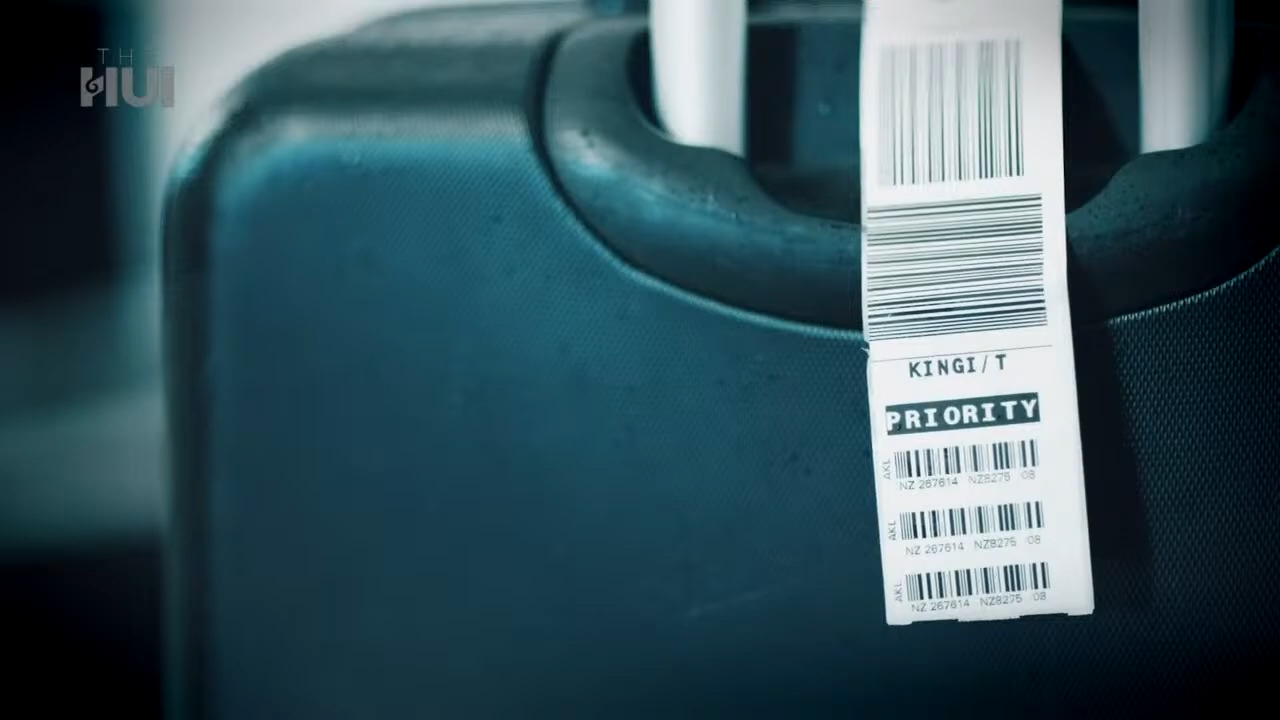 THE
HUI
KINGI/T
PRIORITY
AKL
NZ 267614 NZ8275 08
AKL
NZ 267614 NZ8275 08
AKL
NZ 267614 NZ8275 08